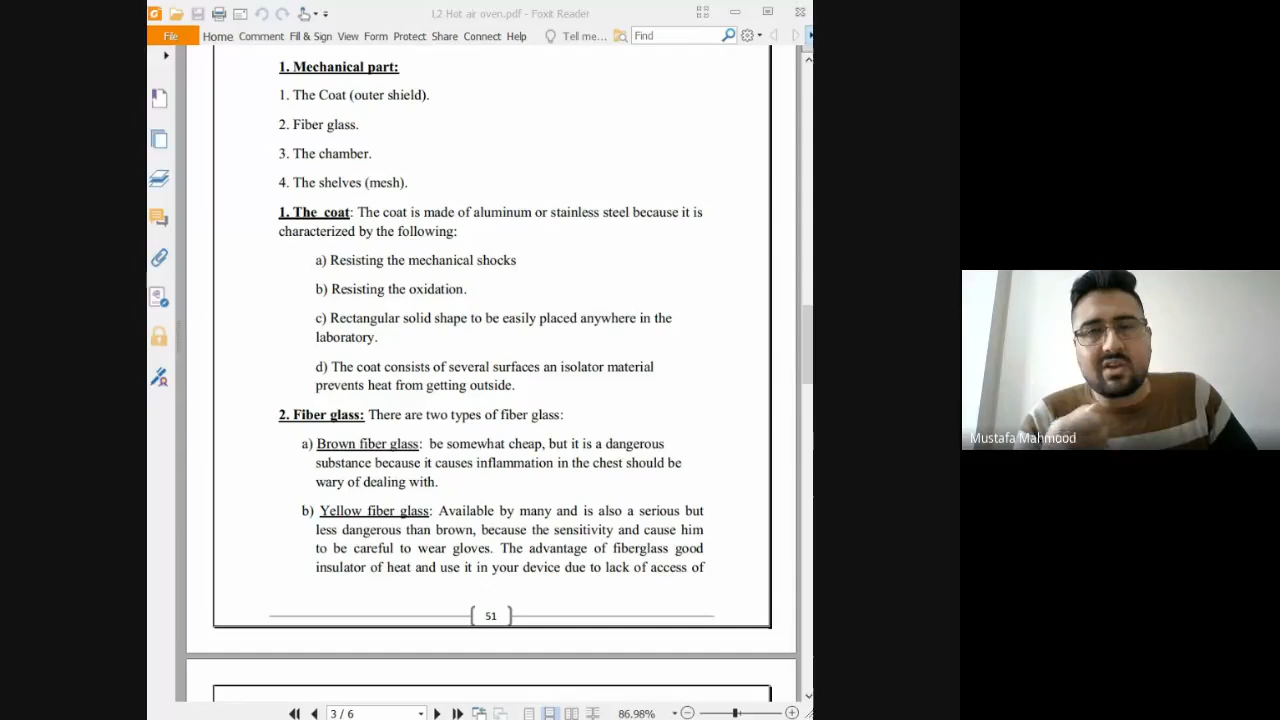 L2 Hot air oven.pdf - Foxit Reader
File Home Comment Fill & Sign View Form Protect Share Connect Help Tell me... Find
1. Mechanical part:
1. The Coat (outer shield).
2. Fiber glass.
3. The chamber.
4. The shelves (mesh).
1. The coat: The coat is made of aluminum or stainless steel because it is
characterized by the following:
a) Resisting the mechanical shocks
b) Resisting the oxidation.
c) Rectangular solid shape to be easily placed anywhere in the
laboratory.
d) The coat consists of several surfaces an isolator material
prevents heat from getting outside.
2. Fiber glass: There are two types of fiber glass:
a) Brown fiber glass: be somewhat cheap, but it is a dangerous
substance because it causes inflammation in the chest should be
wary of dealing with.
b) Yellow fiber glass: Available by many and is also a serious but
less dangerous than brown, because the sensitivity and cause him
to be careful to wear gloves. The advantage of fiberglass good
insulator of heat and use it in your device due to lack of access of
51
3 / 6
86.98%
Mustafa Mahmood